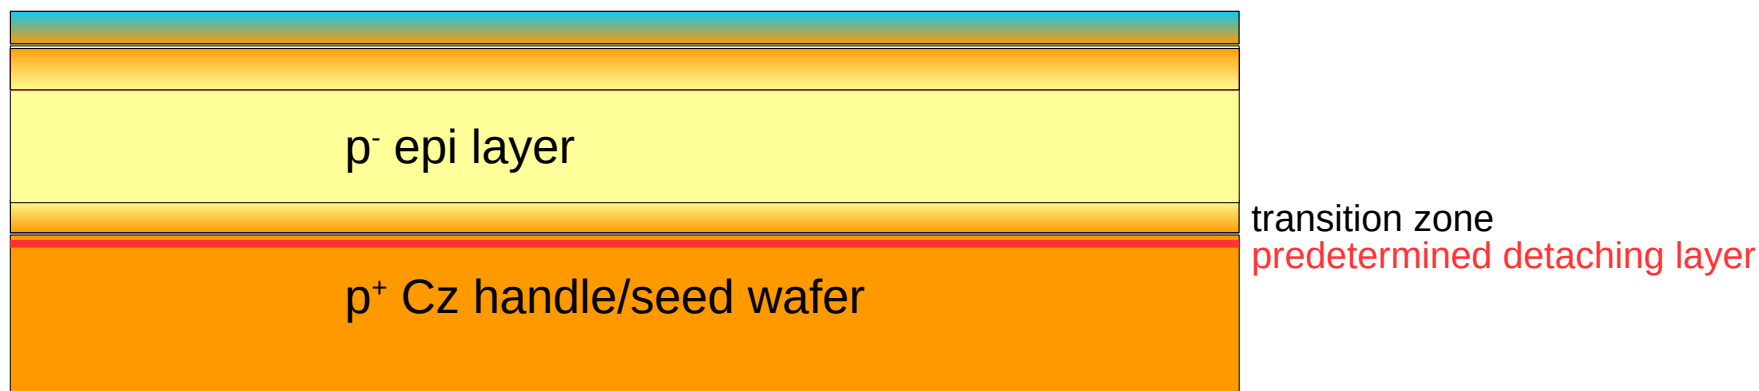 p⁻ epi layer
transition zone
predetermined detaching layer
p⁺ Cz handle/seed wafer